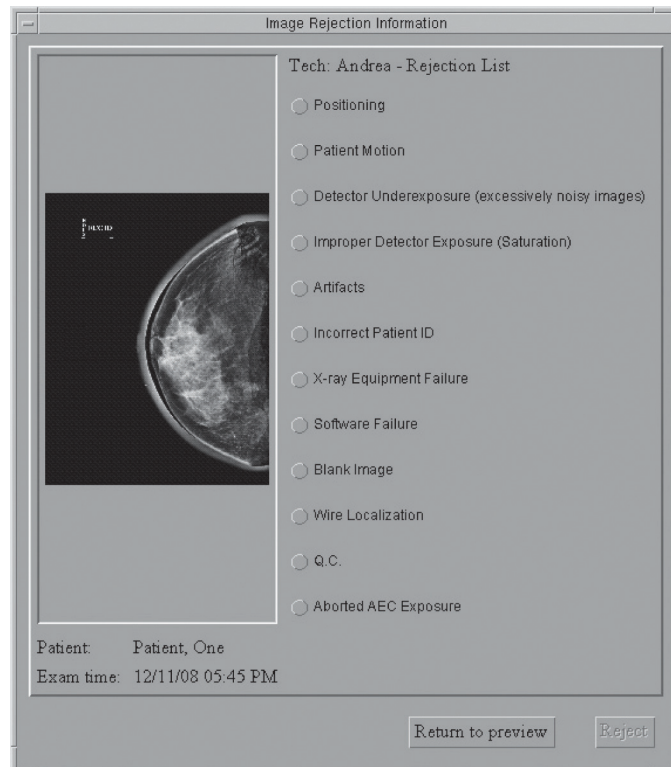 Image Rejection Information
Tech: Andrea - Rejection List
Positioning
Patient Motion
Detector Underexposure (excessively noisy images)
Improper Detector Exposure (Saturation)
Artifacts
Incorrect Patient ID
X-ray Equipment Failure
Software Failure
Blank Image
Wire Localization
Q.C.
Aborted AEC Exposure
Patient: Patient, One
Exam time: 12/11/08 05:45 PM
Return to preview
Reject